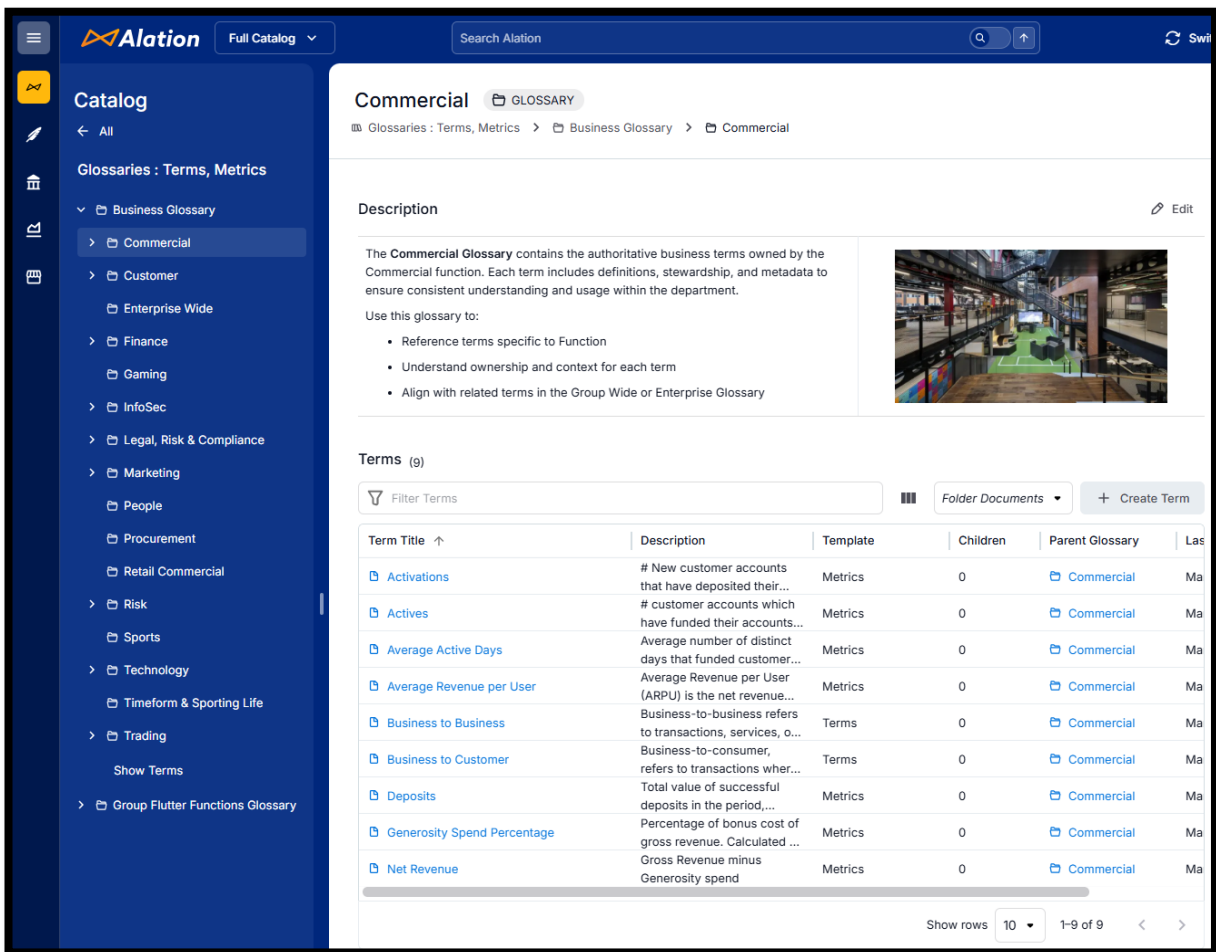 Alation
Full Catalog
Search Alation
Catalog
All
Glossaries : Terms, Metrics
Business Glossary
Commercial
Customer
Enterprise Wide
Finance
Gaming
InfoSec
Legal, Risk & Compliance
Marketing
People
Procurement
Retail Commercial
Risk
Sports
Technology
Timeform & Sporting Life
Trading
Show Terms
Group Flutter Functions Glossary
Commercial GLOSSARY
Glossaries : Terms, Metrics > Business Glossary > Commercial
Description Edit
The Commercial Glossary contains the authoritative business terms owned by the
Commercial function. Each term includes definitions, stewardship, and metadata to
ensure consistent understanding and usage within the department.
Use this glossary to:
• Reference terms specific to Function
• Understand ownership and context for each term
• Align with related terms in the Group Wide or Enterprise Glossary
Terms (9)
Filter Terms Folder Documents + Create Term
Term Title Description Template Children Parent Glossary Las
Activations # New customer accounts that have deposited their... Metrics 0 Commercial Ma
Actives # customer accounts which have funded their accounts... Metrics 0 Commercial Ma
Average Active Days Average number of distinct days that funded customer... Metrics 0 Commercial Ma
Average Revenue per User Average Revenue per User (ARPU) is the net revenue... Metrics 0 Commercial Ma
Business to Business Business-to-business refers to transactions, services, o... Terms 0 Commercial Ma
Business to Customer Business-to-consumer, refers to transactions wher... Terms 0 Commercial Ma
Deposits Total value of successful deposits in the period,... Metrics 0 Commercial Ma
Generosity Spend Percentage Percentage of bonus cost of gross revenue. Calculated ... Metrics 0 Commercial Ma
Net Revenue Gross Revenue minus Generosity spend Metrics 0 Commercial Ma
Show rows 10 1–9 of 9